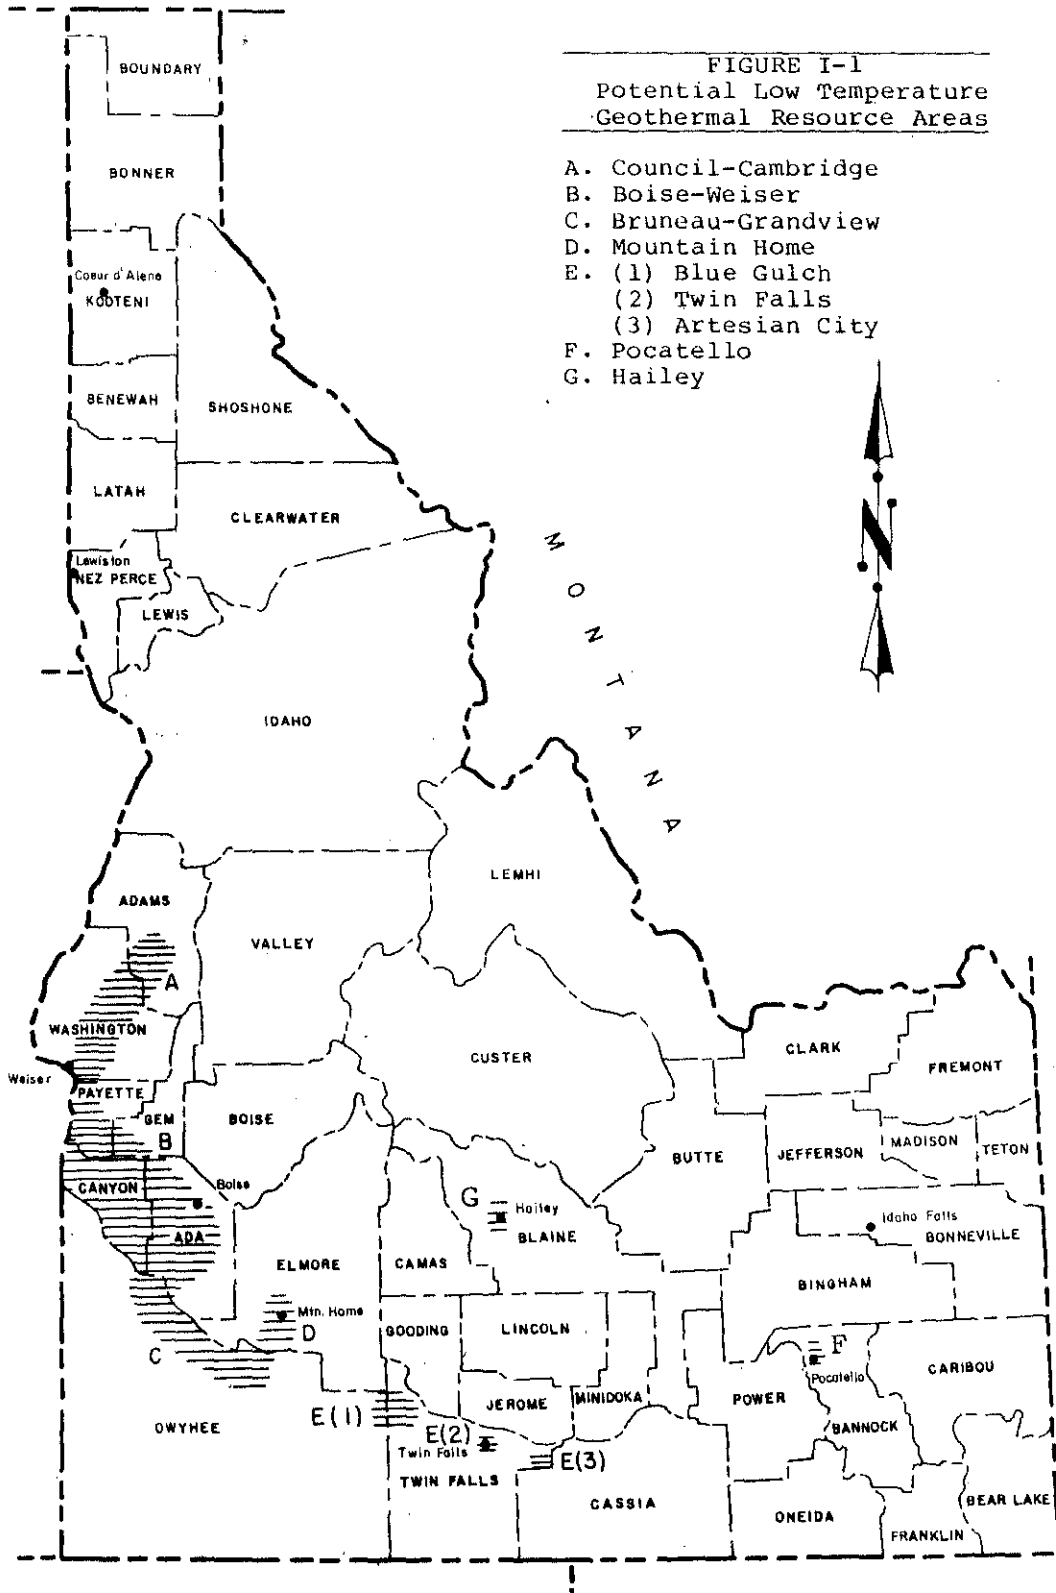 FIGURE I-1
Potential Low Temperature
Geothermal Resource Areas
A. Council-Cambridge
B. Boise-Weiser
C. Bruneau-Grandview
D. Mountain Home
E. (1) Blue Gulch
(2) Twin Falls
(3) Artesian City
F. Pocatello
G. Hailey
N
BOUNDARY
BONNER
Coeur d'Alene
KOOTENI
BENEWAH
SHOSHONE
LATAH
CLEARWATER
Lewiston
NEZ PERCE
LEWIS
MONTANA
IDAHO
LEMHI
ADAMS
VALLEY
A
WASHINGTON
CUSTER
CLARK
FREMONT
Weiser
PAYETTE
GEM
BOISE
B
BUTTE
JEFFERSON
MADISON
TETON
CANYON
Boise
G
Hailey
BLAINE
Idaho Falls
BONNEVILLE
ADA
ELMORE
CAMAS
BINGHAM
Mtn. Home
D
GOODING
LINCOLN
C
F
Pocatello
CARIBOU
JEROME
MINIDOKA
POWER
E(1)
OWYHEE
E(2)
BANNOCK
Twin Falls
E(3)
TWIN FALLS
CASSIA
ONEIDA
BEAR LAKE
FRANKLIN